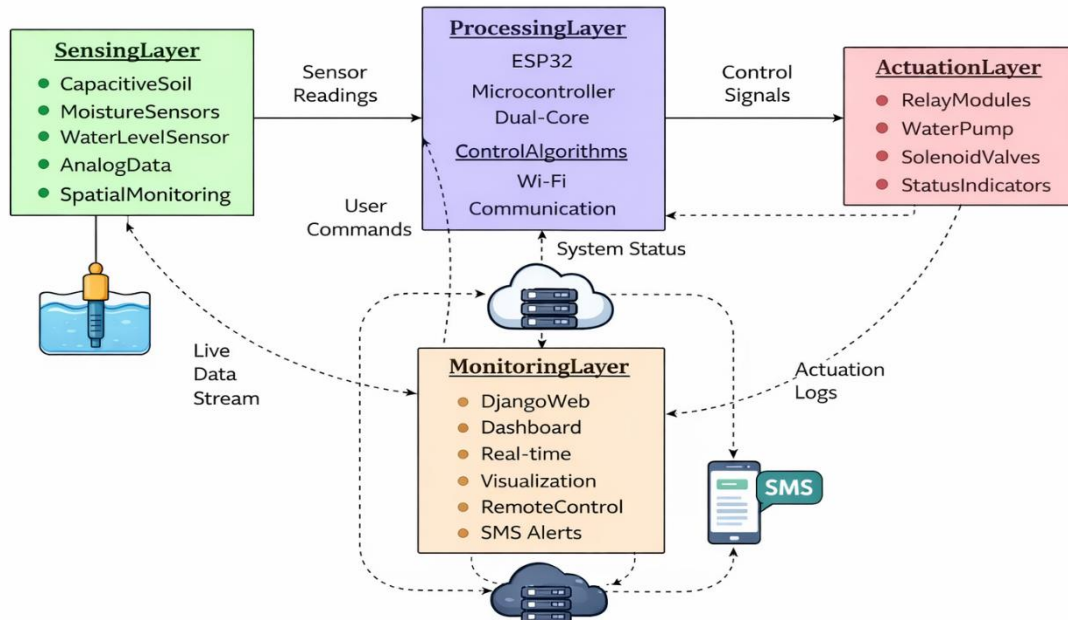 SensingLayer
CapacitiveSoil
MoistureSensors
WaterLevelSensor
AnalogData
SpatialMonitoring
Sensor
Readings
ProcessingLayer
ESP32
Microcontroller
Dual-Core
ControlAlgorithms
Wi-Fi
Communication
Control
Signals
ActuationLayer
RelayModules
WaterPump
SolenoidValves
StatusIndicators
User
Commands
System Status
Live
Data
Stream
MonitoringLayer
DjangoWeb
Dashboard
Real-time
Visualization
RemoteControl
SMS Alerts
Actuation
Logs
SMS